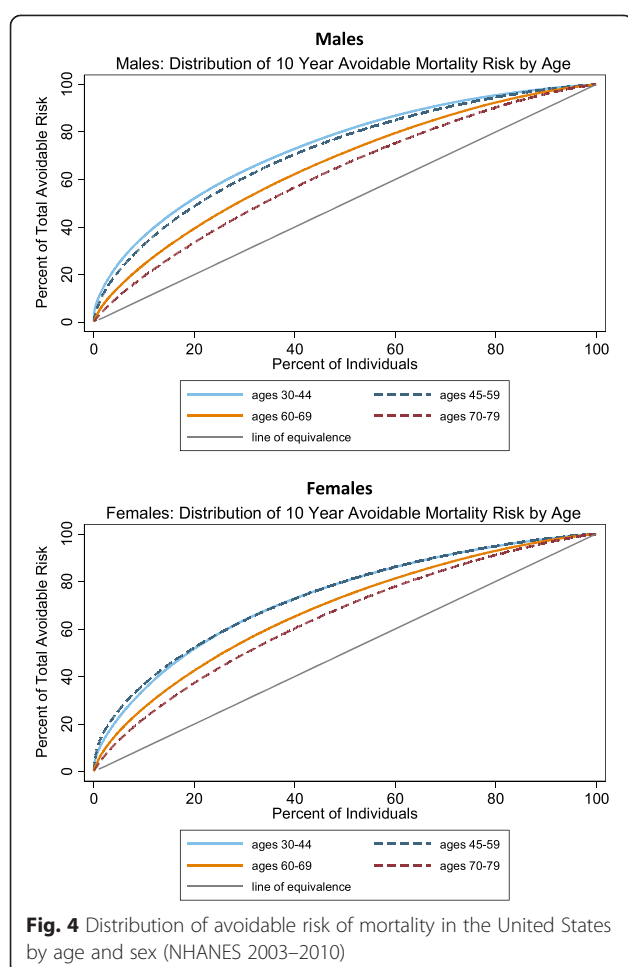 Males
Males: Distribution of 10 Year Avoidable Mortality Risk by Age
Percent of Total Avoidable Risk
100
80
60
40
20
0
0 20 40 60 80 100
Percent of Individuals
ages 30-44 ages 45-59
ages 60-69 ages 70-79
line of equivalence
Females
Females: Distribution of 10 Year Avoidable Mortality Risk by Age
Percent of Total Avoidable Risk
100
80
60
40
20
0
0 20 40 60 80 100
Percent of Individuals
ages 30-44 ages 45-59
ages 60-69 ages 70-79
line of equivalence
Fig. 4 Distribution of avoidable risk of mortality in the United States
by age and sex (NHANES 2003–2010)